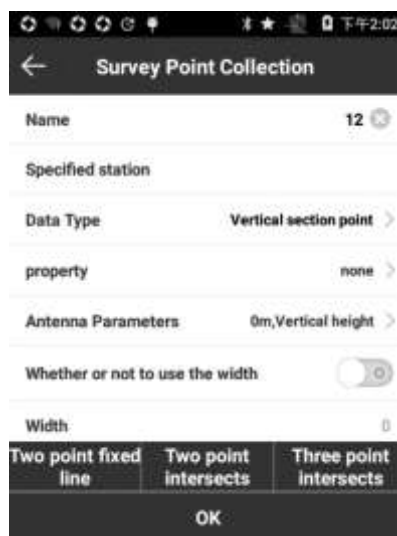 下午2:02
Survey Point Collection
Name 12
Specified station
Data Type Vertical section point
property none
Antenna Parameters 0m,Vertical height
Whether or not to use the width
Width 0
Two point fixed line Two point intersects Three point intersects
OK